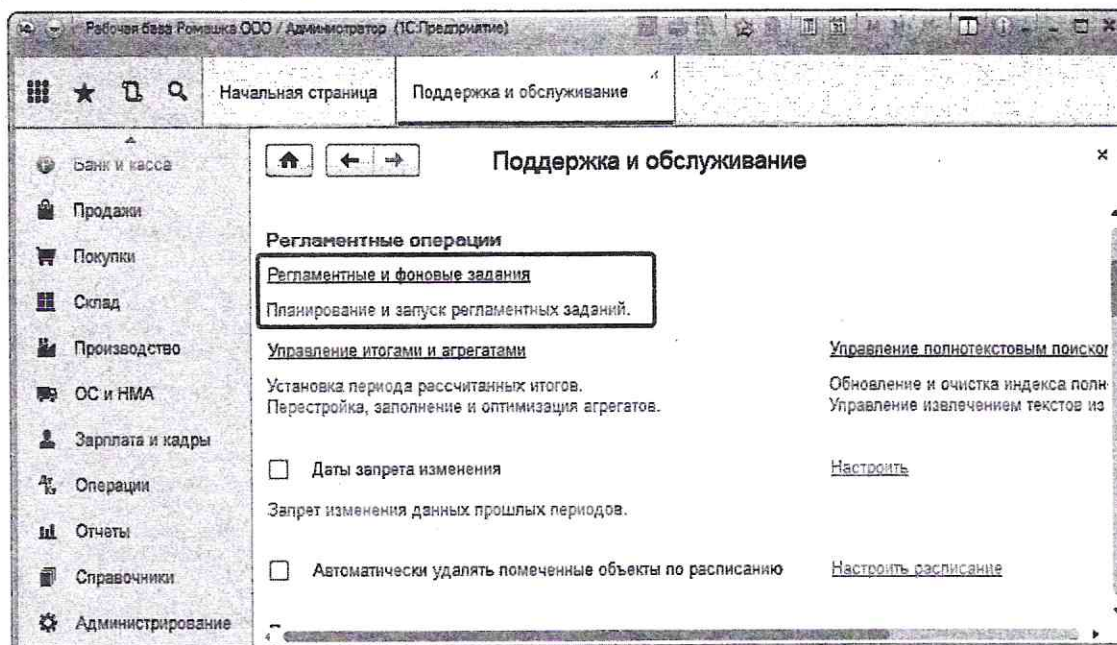 Рабочая база Ромашка ООО / Администратор (1С:Предприятие)
Начальная страница
Поддержка и обслуживание
Банк и касса
Продажи
Покупки
Склад
Производство
ОС и НМА
Зарплата и кадры
Операции
Отчеты
Справочники
Администрирование
Поддержка и обслуживание
Регламентные операции
Регламентные и фоновые задания
Планирование и запуск регламентных заданий.
Управление итогами и агрегатами
Установка периода рассчитанных итогов.
Перестройка, заполнение и оптимизация агрегатов.
Управление полнотекстовым поиском
Обновление и очистка индекса полн
Управление извлечением текстов из
Даты запрета изменения
Настроить
Запрет изменения данных прошлых периодов.
Автоматически удалять помеченные объекты по расписанию
Настроить расписание